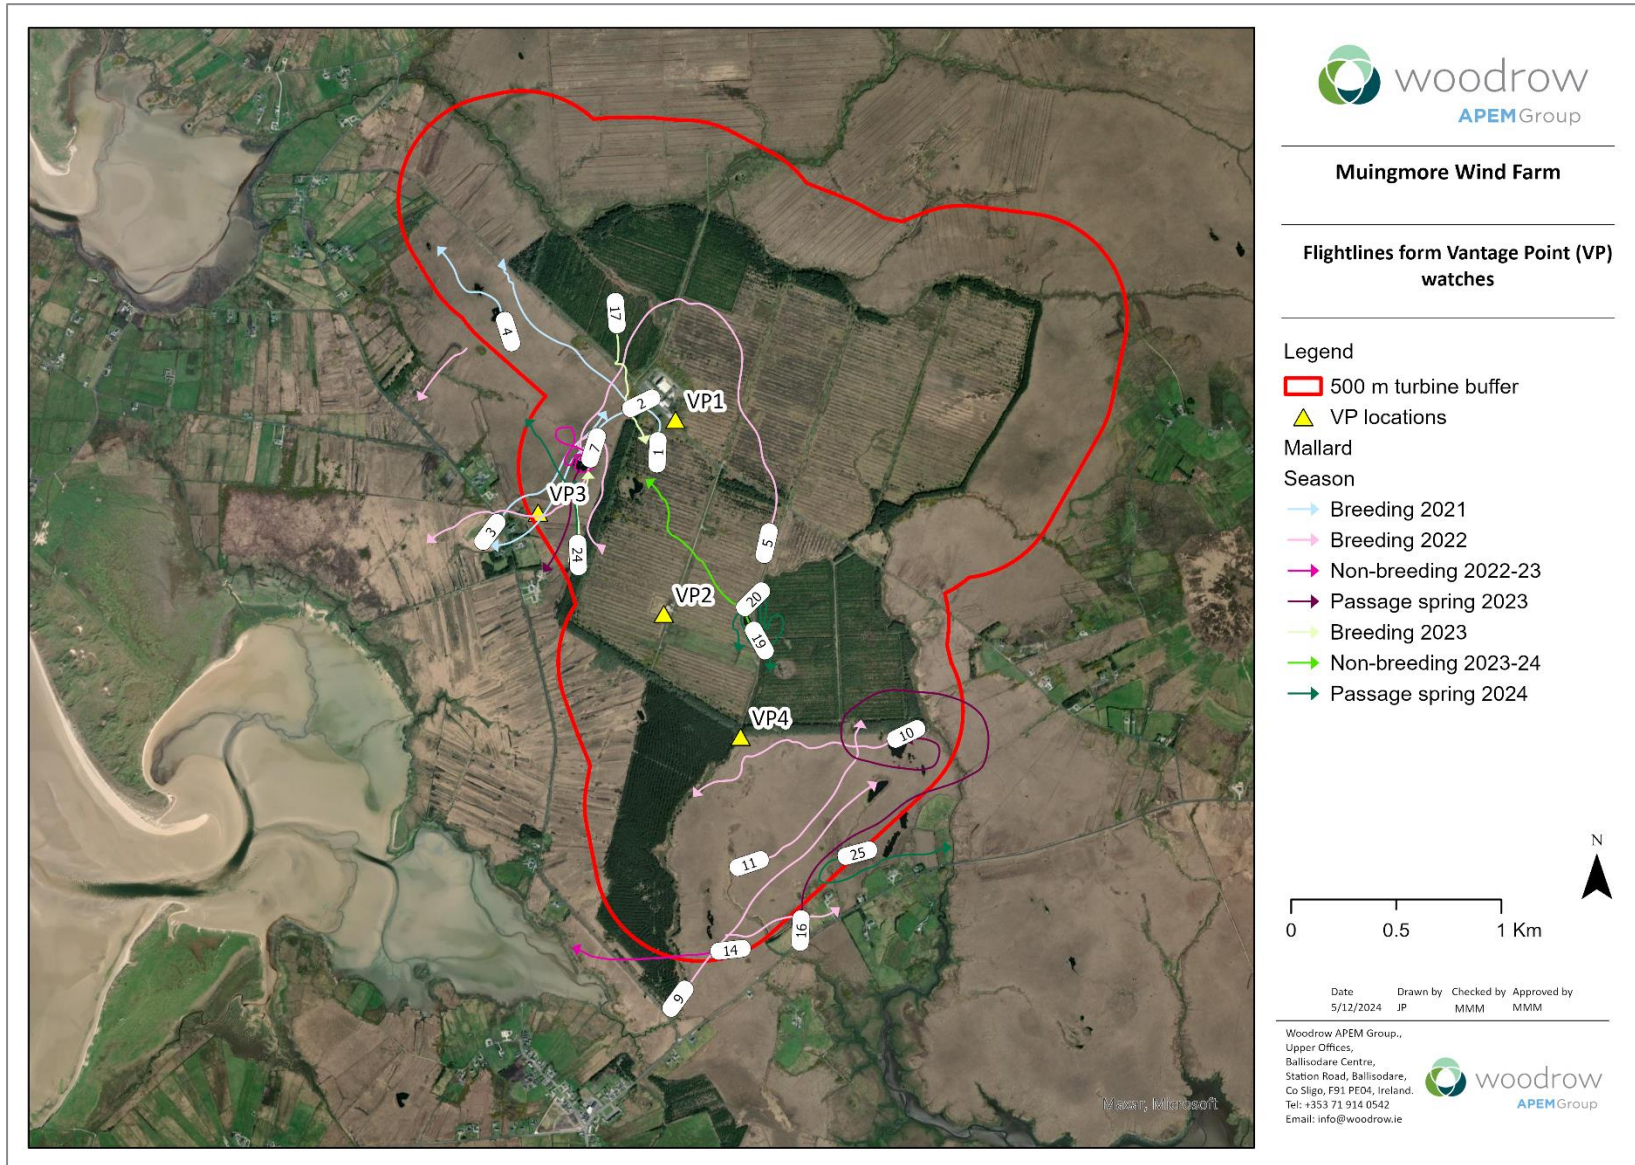 17
4
2
VP1
7
1
VP3
3
5
24
20
VP2
19
VP4
10
25
11
16
14
9
Maxar, Microsoft
woodrow
APEM Group
Muingmore Wind Farm
Flightlines form Vantage Point (VP)
watches
Legend
500 m turbine buffer
VP locations
Mallard
Season
Breeding 2021
Breeding 2022
Non-breeding 2022-23
Passage spring 2023
Breeding 2023
Non-breeding 2023-24
Passage spring 2024
N
0 0.5 1 Km
Date Drawn by Checked by Approved by
5/12/2024 JP MMM MMM
Woodrow APEM Group.,
Upper Offices,
Ballisodare Centre,
Station Road, Ballisodare,
Co Sligo, F91 PE04, Ireland.
Tel: +353 71 914 0542
Email: info@woodrow.ie
woodrow
APEM Group